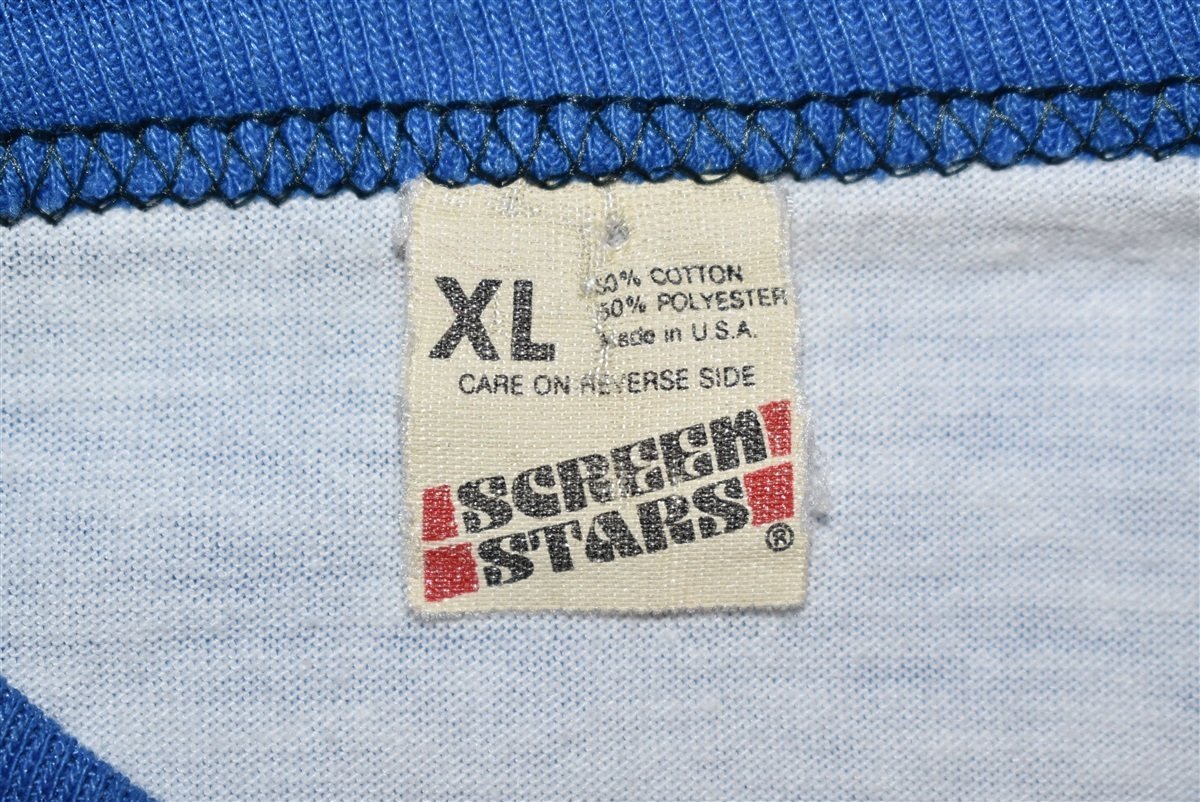 XL
50% COTTON
50% POLYESTER
Made in U.S.A.
CARE ON REVERSE SIDE
SCREEN
STARS
®